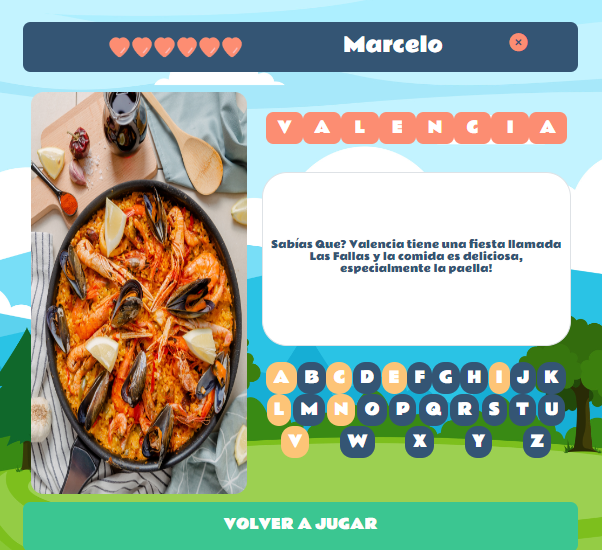 Marcelo
×
V A L E N C I A
Sabías Que? Valencia tiene una fiesta llamada
Las Fallas y la comida es deliciosa,
especialmente la paella!
A B C D E F G H I J K
L M N O P Q R S T U
V W X Y Z
VOLVER A JUGAR